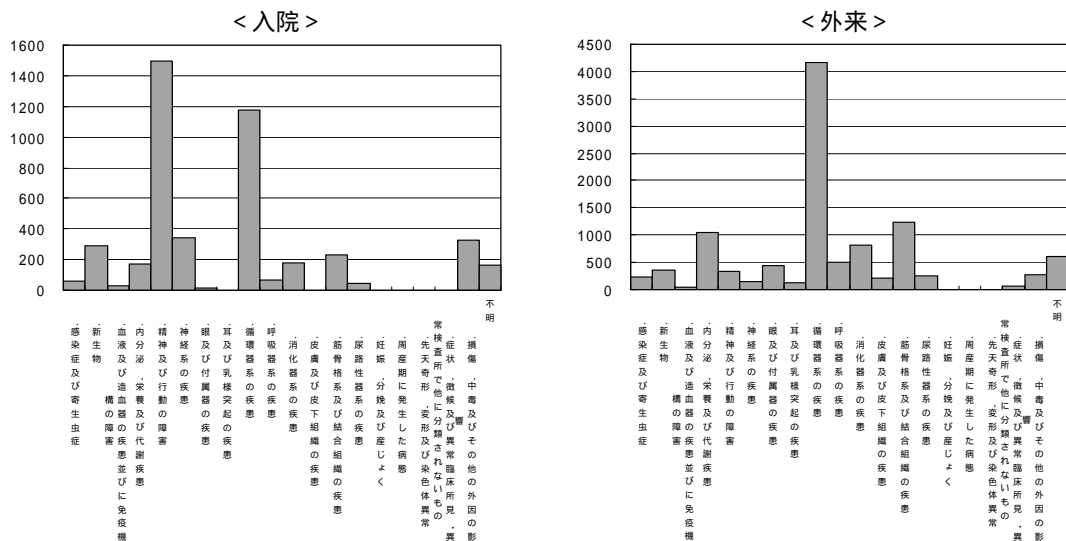 <入院>
1600
1400
1200
1000
800
600
400
200
0
.感染症及び寄生虫症
.新生物
.血液及び造血器の疾患並びに免疫機
構の障害
.内分泌,栄養及び代謝疾患
.精神及び行動の障害
.神経系の疾患
.眼及び付属器の疾患
.耳及び乳様突起の疾患
.循環器系の疾患
.呼吸器系の疾患
.消化器系の疾患
.皮膚及び皮下組織の疾患
.筋骨格系及び結合組織の疾患
.尿路性器系の疾患
.妊娠,分娩及び産じょく
.周産期に発生した病態
.先天奇形,変形及び染色体異常
.症状,徴候及び異常臨床所見,異
常検査所で他に分類されないもの
.損傷,中毒及びその他の外因の影
響
不明
<外来>
4500
4000
3500
3000
2500
2000
1500
1000
500
0
.感染症及び寄生虫症
.新生物
.血液及び造血器の疾患並びに免疫機
構の障害
.内分泌,栄養及び代謝疾患
.精神及び行動の障害
.神経系の疾患
.眼及び付属器の疾患
.耳及び乳様突起の疾患
.循環器系の疾患
.呼吸器系の疾患
.消化器系の疾患
.皮膚及び皮下組織の疾患
.筋骨格系及び結合組織の疾患
.尿路性器系の疾患
.妊娠,分娩及び産じょく
.周産期に発生した病態
.先天奇形,変形及び染色体異常
.症状,徴候及び異常臨床所見,異
常検査所で他に分類されないもの
.損傷,中毒及びその他の外因の影
響
不明